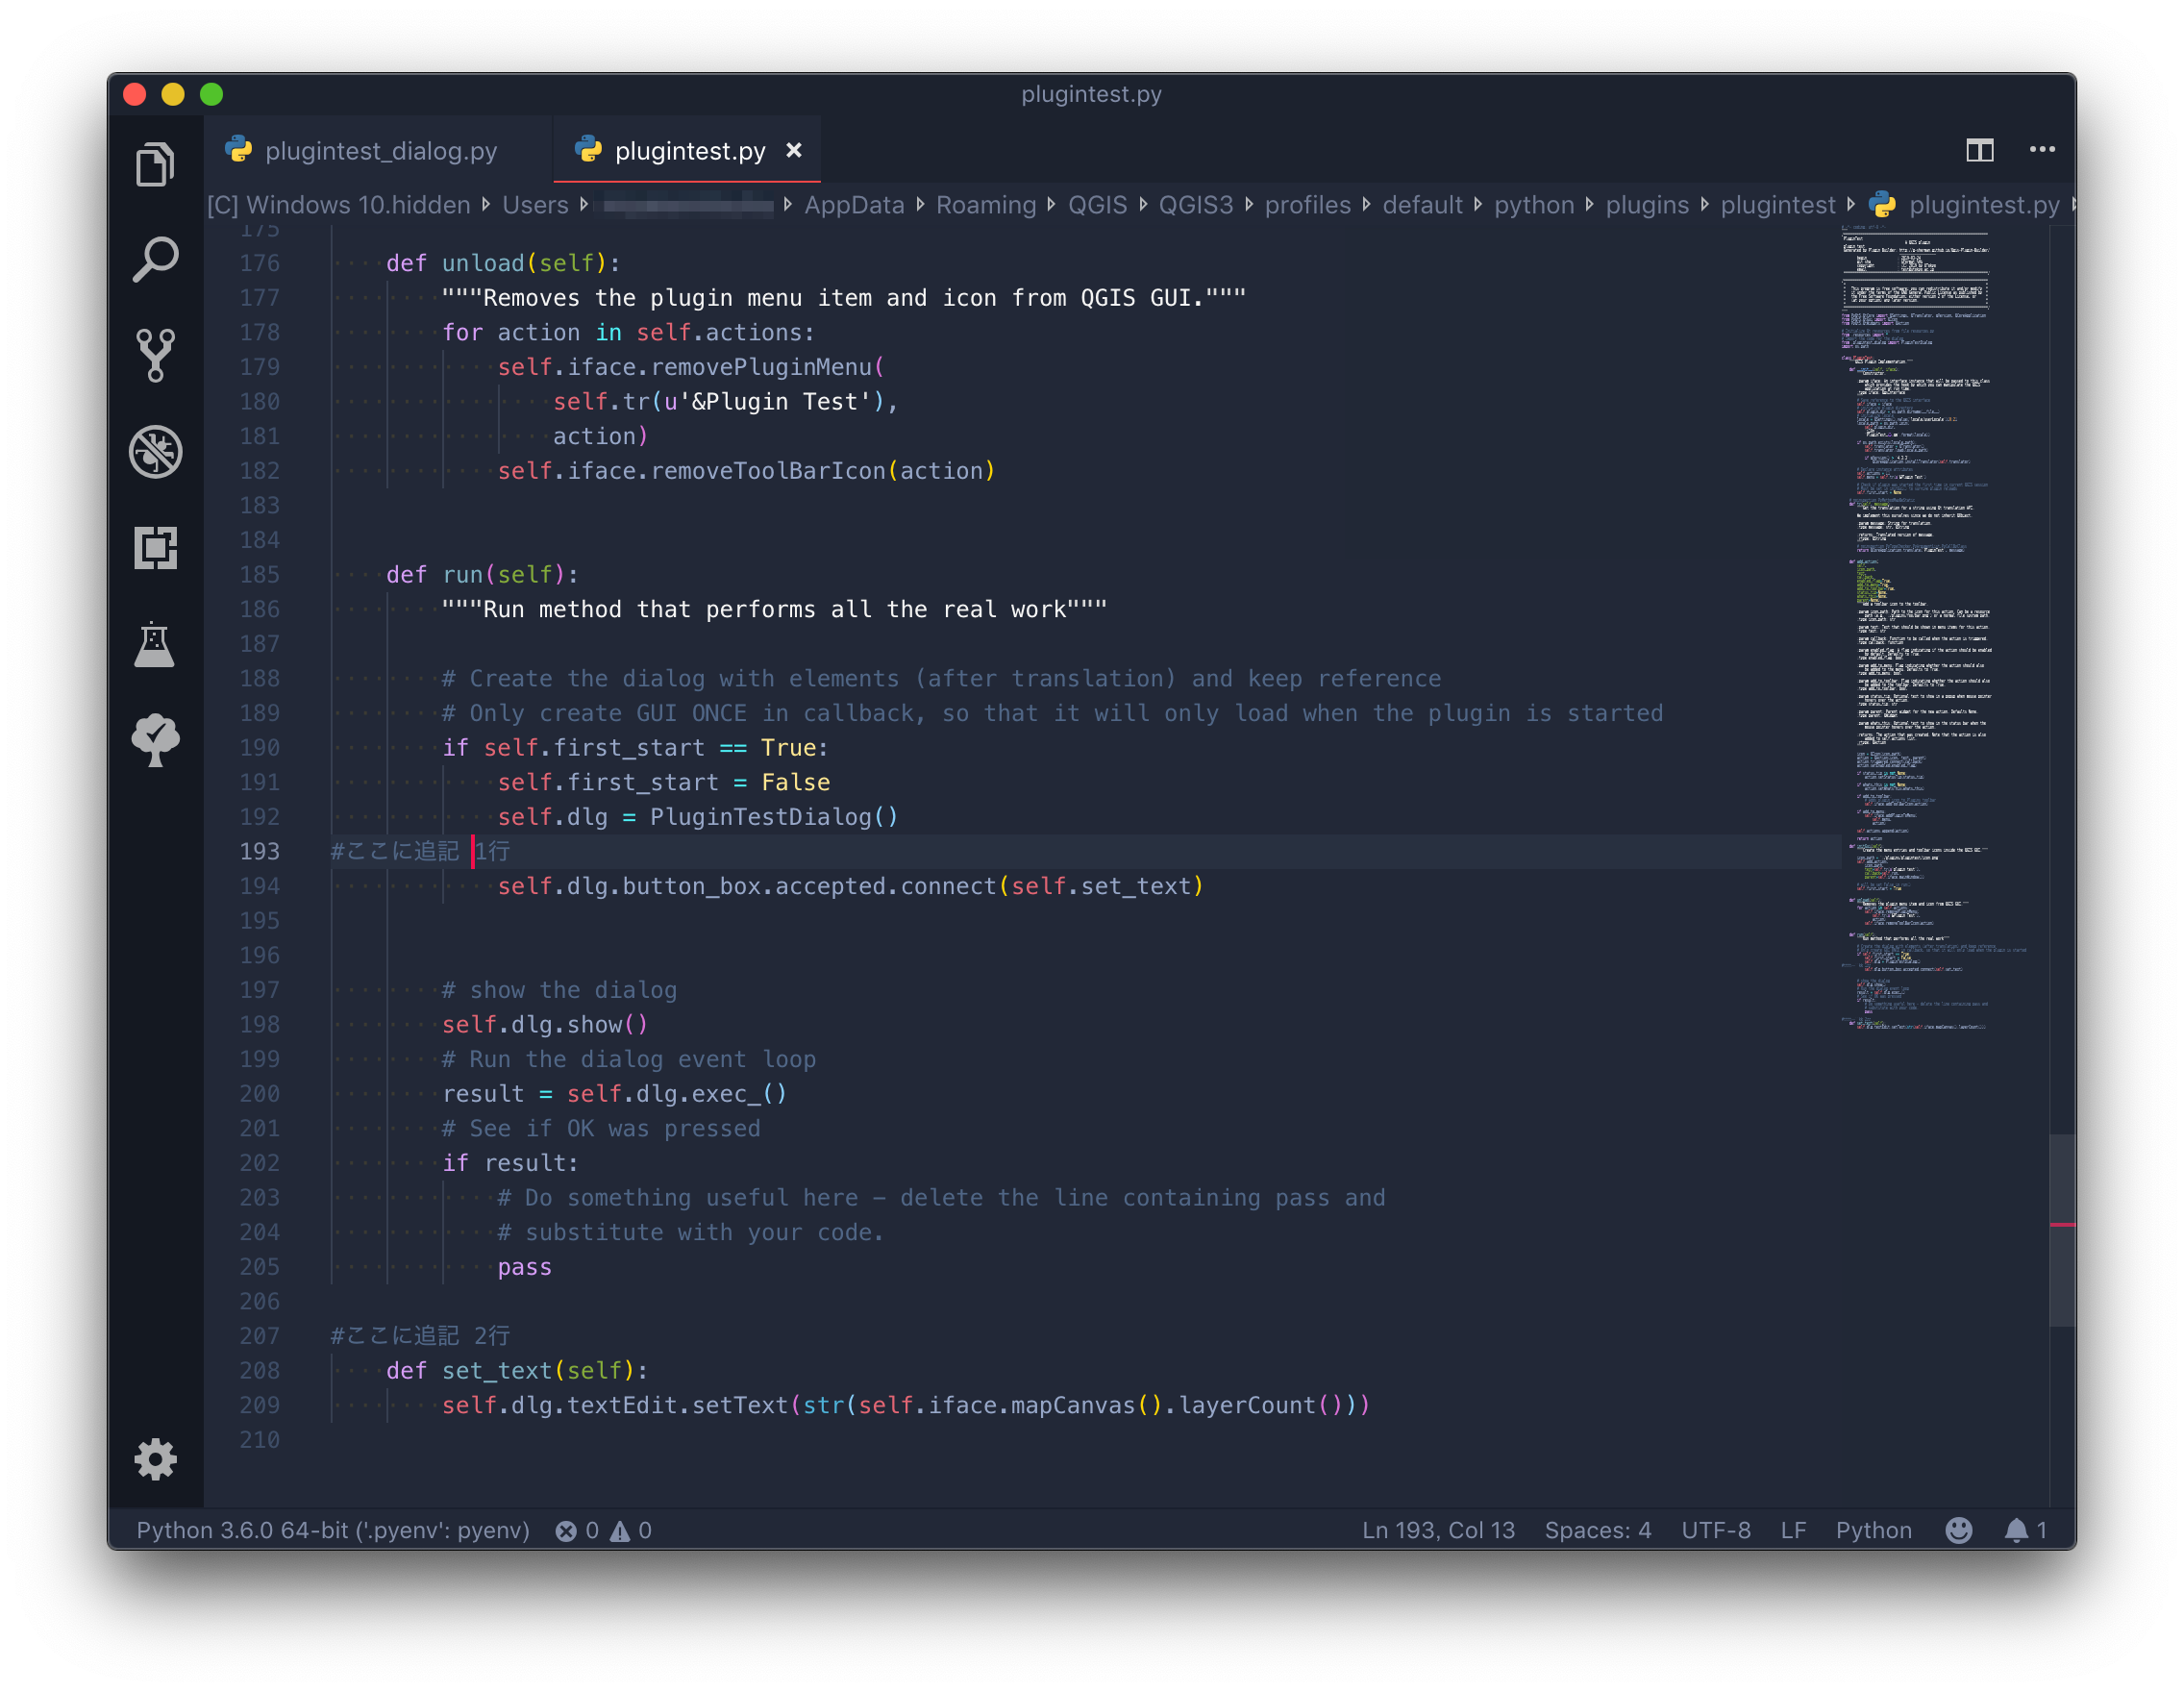 plugintest.py
plugintest_dialog.py
plugintest.py
[C] Windows 10.hidden Users AppData Roaming QGIS QGIS3 profiles default python plugins plugintest plugintest.py
175
176 def unload(self):
177 """Removes the plugin menu item and icon from QGIS GUI."""
178 for action in self.actions:
179 self.iface.removePluginMenu(
180 self.tr(u'&Plugin Test'),
181 action)
182 self.iface.removeToolBarIcon(action)
183
184
185 def run(self):
186 """Run method that performs all the real work"""
187
188 # Create the dialog with elements (after translation) and keep reference
189 # Only create GUI ONCE in callback, so that it will only load when the plugin is started
190 if self.first_start == True:
191 self.first_start = False
192 self.dlg = PluginTestDialog()
193 #ここに追記 1行
194 self.dlg.button_box.accepted.connect(self.set_text)
195
196
197 # show the dialog
198 self.dlg.show()
199 # Run the dialog event loop
200 result = self.dlg.exec_()
201 # See if OK was pressed
202 if result:
203 # Do something useful here - delete the line containing pass and
204 # substitute with your code.
205 pass
206
207 #ここに追記 2行
208 def set_text(self):
209 self.dlg.textEdit.setText(str(self.iface.mapCanvas().layerCount()))
210
Python 3.6.0 64-bit ('.pyenv': pyenv) 0 0 Ln 193, Col 13 Spaces: 4 UTF-8 LF Python 1